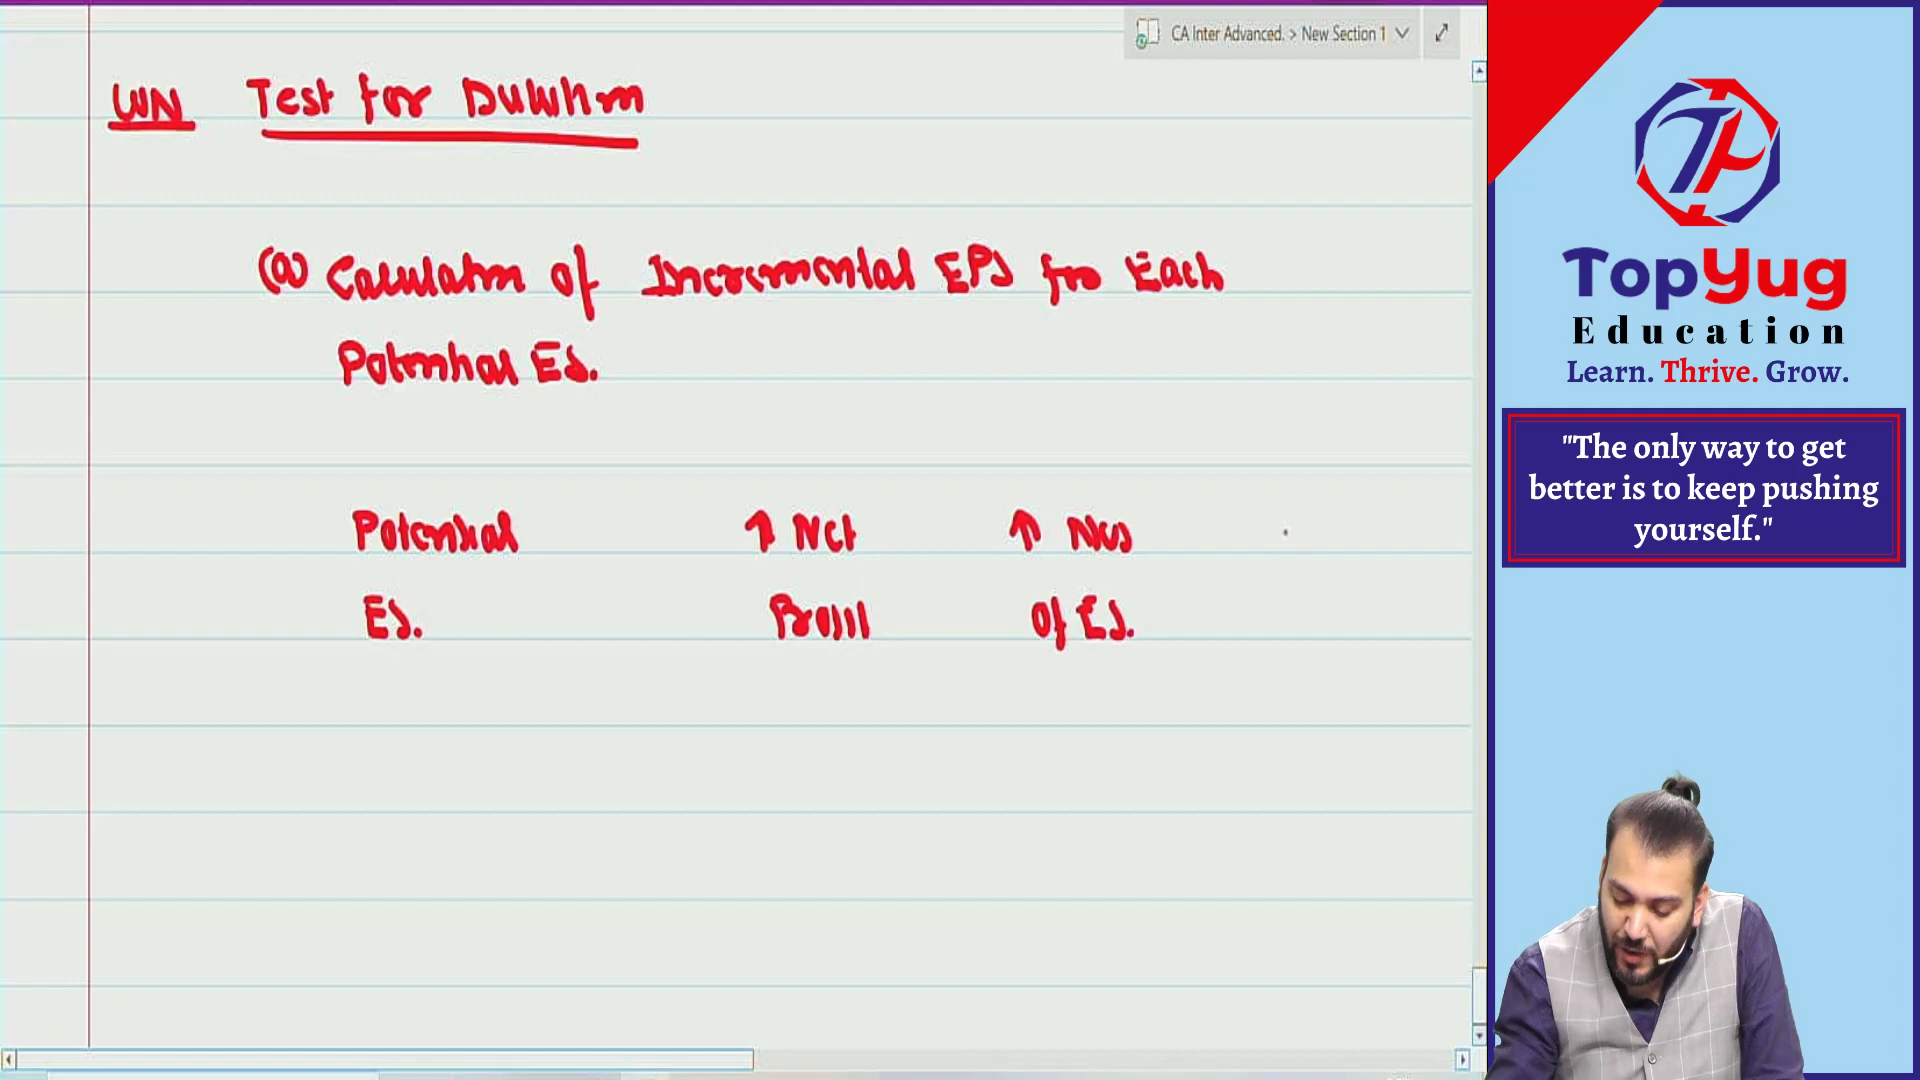 CA Inter Advanced. > New Section 1
WN Test for Dilution
(a) Calculation of Incremental EPS for Each
Potential ES.
Potential ↑ Net ↑ No's
ES. Profit of ES.
TopYug
Education
Learn. Thrive. Grow.
"The only way to get
better is to keep pushing
yourself."